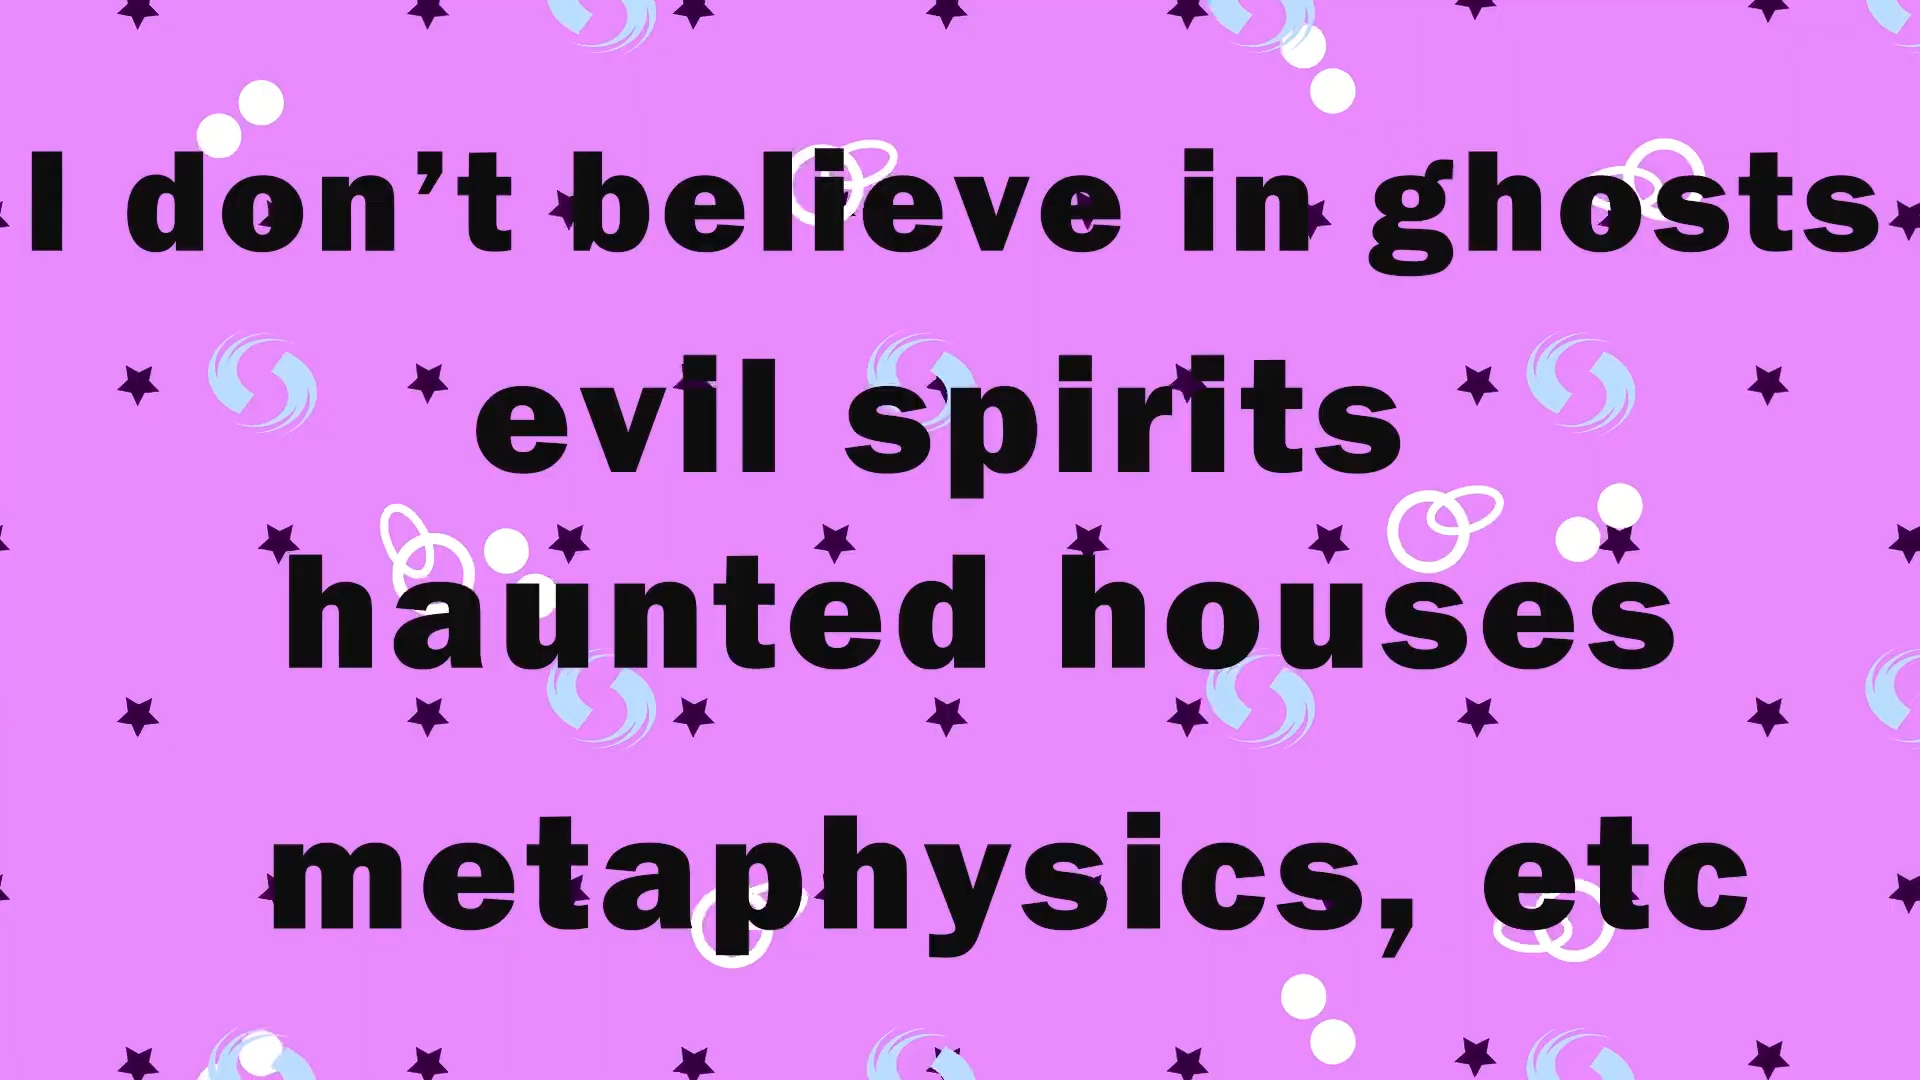 I don’t believe in ghosts
evil spirits
haunted houses
metaphysics, etc